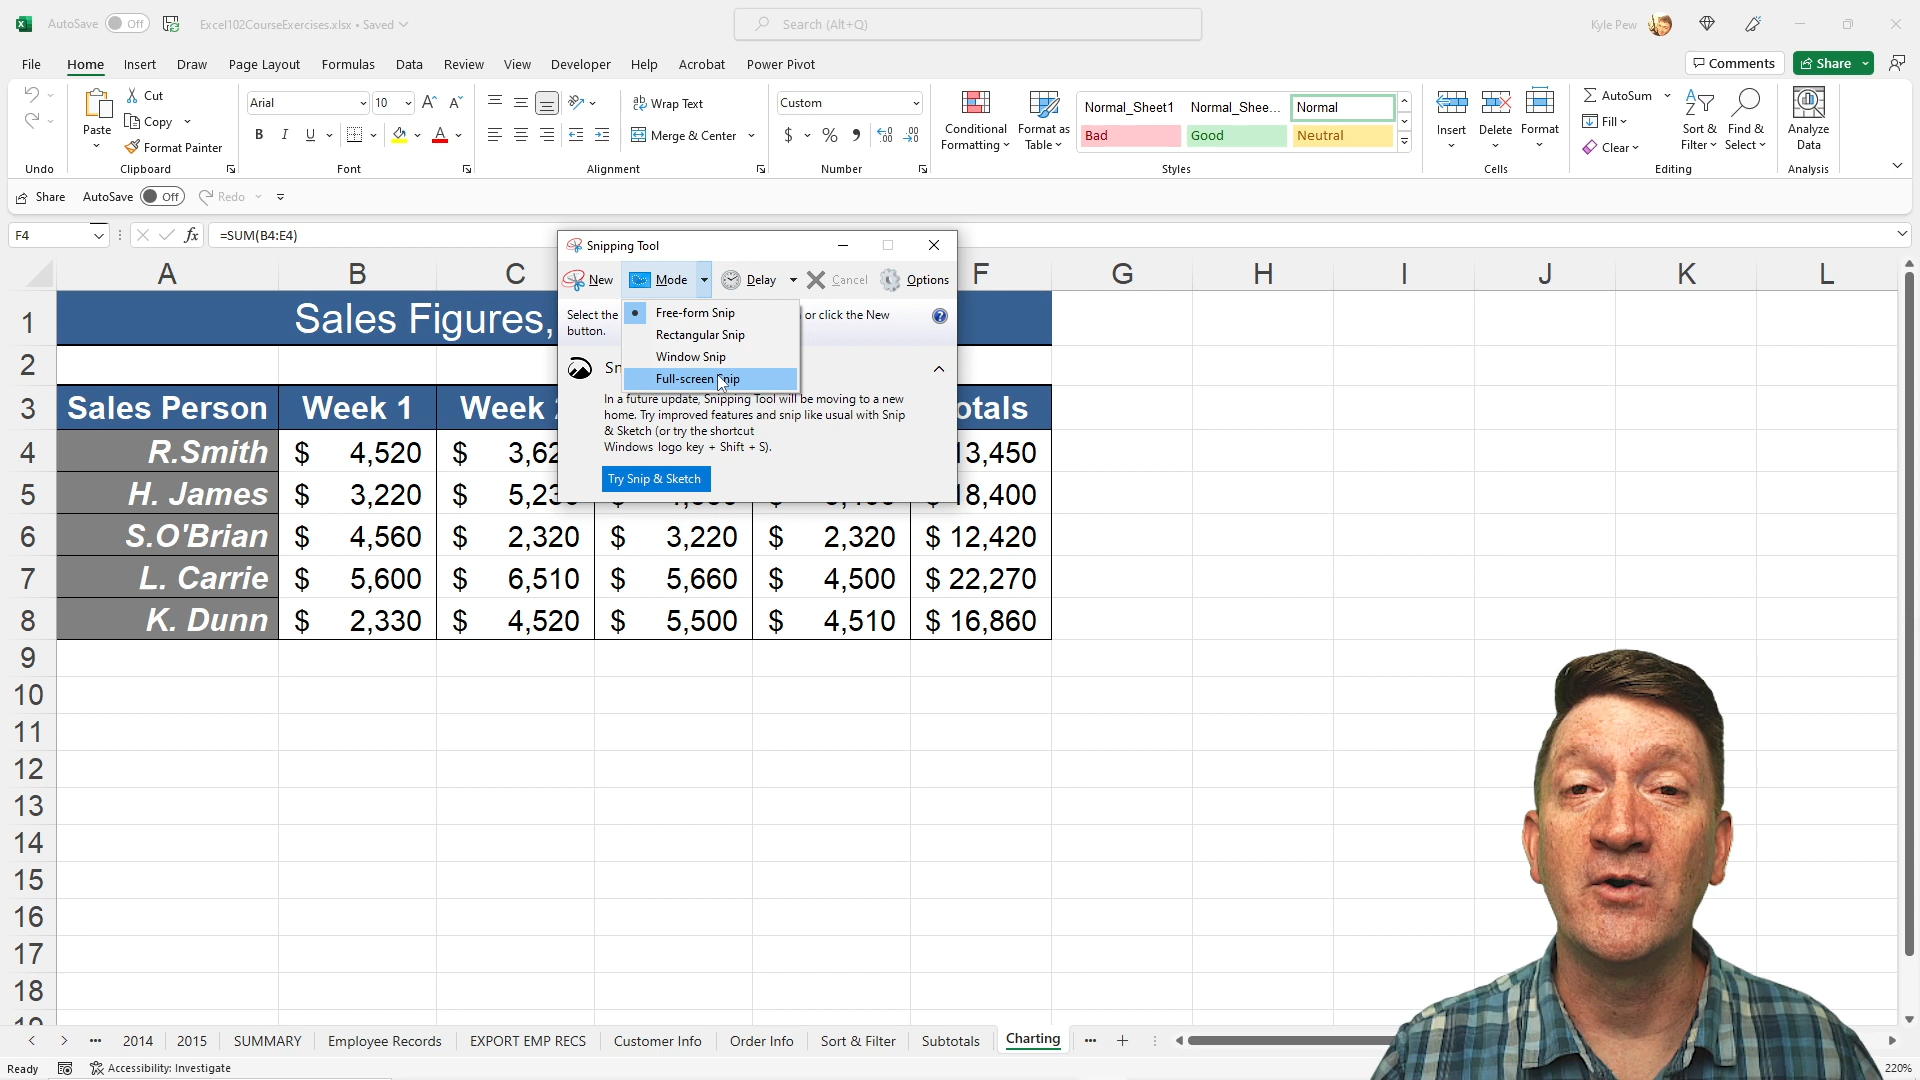 AutoSave Off Excel102CourseExercises.xlsx • Saved Search (Alt+Q) Kyle Pew
File Home Insert Draw Page Layout Formulas Data Review View Developer Help Acrobat Power Pivot Comments Share
Paste Cut Copy Format Painter
Arial 10
B I U A
ab Wrap Text
Merge & Center
Custom
$ % 9
Conditional Formatting Format as Table
Normal_Sheet1 Normal_Shee... Normal
Bad Good Neutral
Insert Delete Format
AutoSum
Fill
Clear
Sort & Filter Find & Select
Analyze Data
Undo Clipboard Font Alignment Number Styles Cells Editing Analysis
Share AutoSave Off Redo
F4 fx =SUM(B4:E4)
Snipping Tool
New Mode Delay Cancel Options
Select the or click the New
button.
Free-form Snip
Rectangular Snip
Window Snip
Full-screen Snip
Sn
In a future update, Snipping Tool will be moving to a new
home. Try improved features and snip like usual with Snip
& Sketch (or try the shortcut
Windows logo key + Shift + S).
Try Snip & Sketch
A B C F G H I J K L
1 Sales Figures,
2
3 Sales Person Week 1 Week otals
4 R.Smith $ 4,520 $ 3,62 13,450
5 H. James $ 3,220 $ 5,23 18,400
6 S.O'Brian $ 4,560 $ 2,320 $ 3,220 $ 2,320 $ 12,420
7 L. Carrie $ 5,600 $ 6,510 $ 5,660 $ 4,500 $ 22,270
8 K. Dunn $ 2,330 $ 4,520 $ 5,500 $ 4,510 $ 16,860
9
10
11
12
13
14
15
16
17
18
2014 2015 SUMMARY Employee Records EXPORT EMP RECS Customer Info Order Info Sort & Filter Subtotals Charting
Ready Accessibility: Investigate 220%